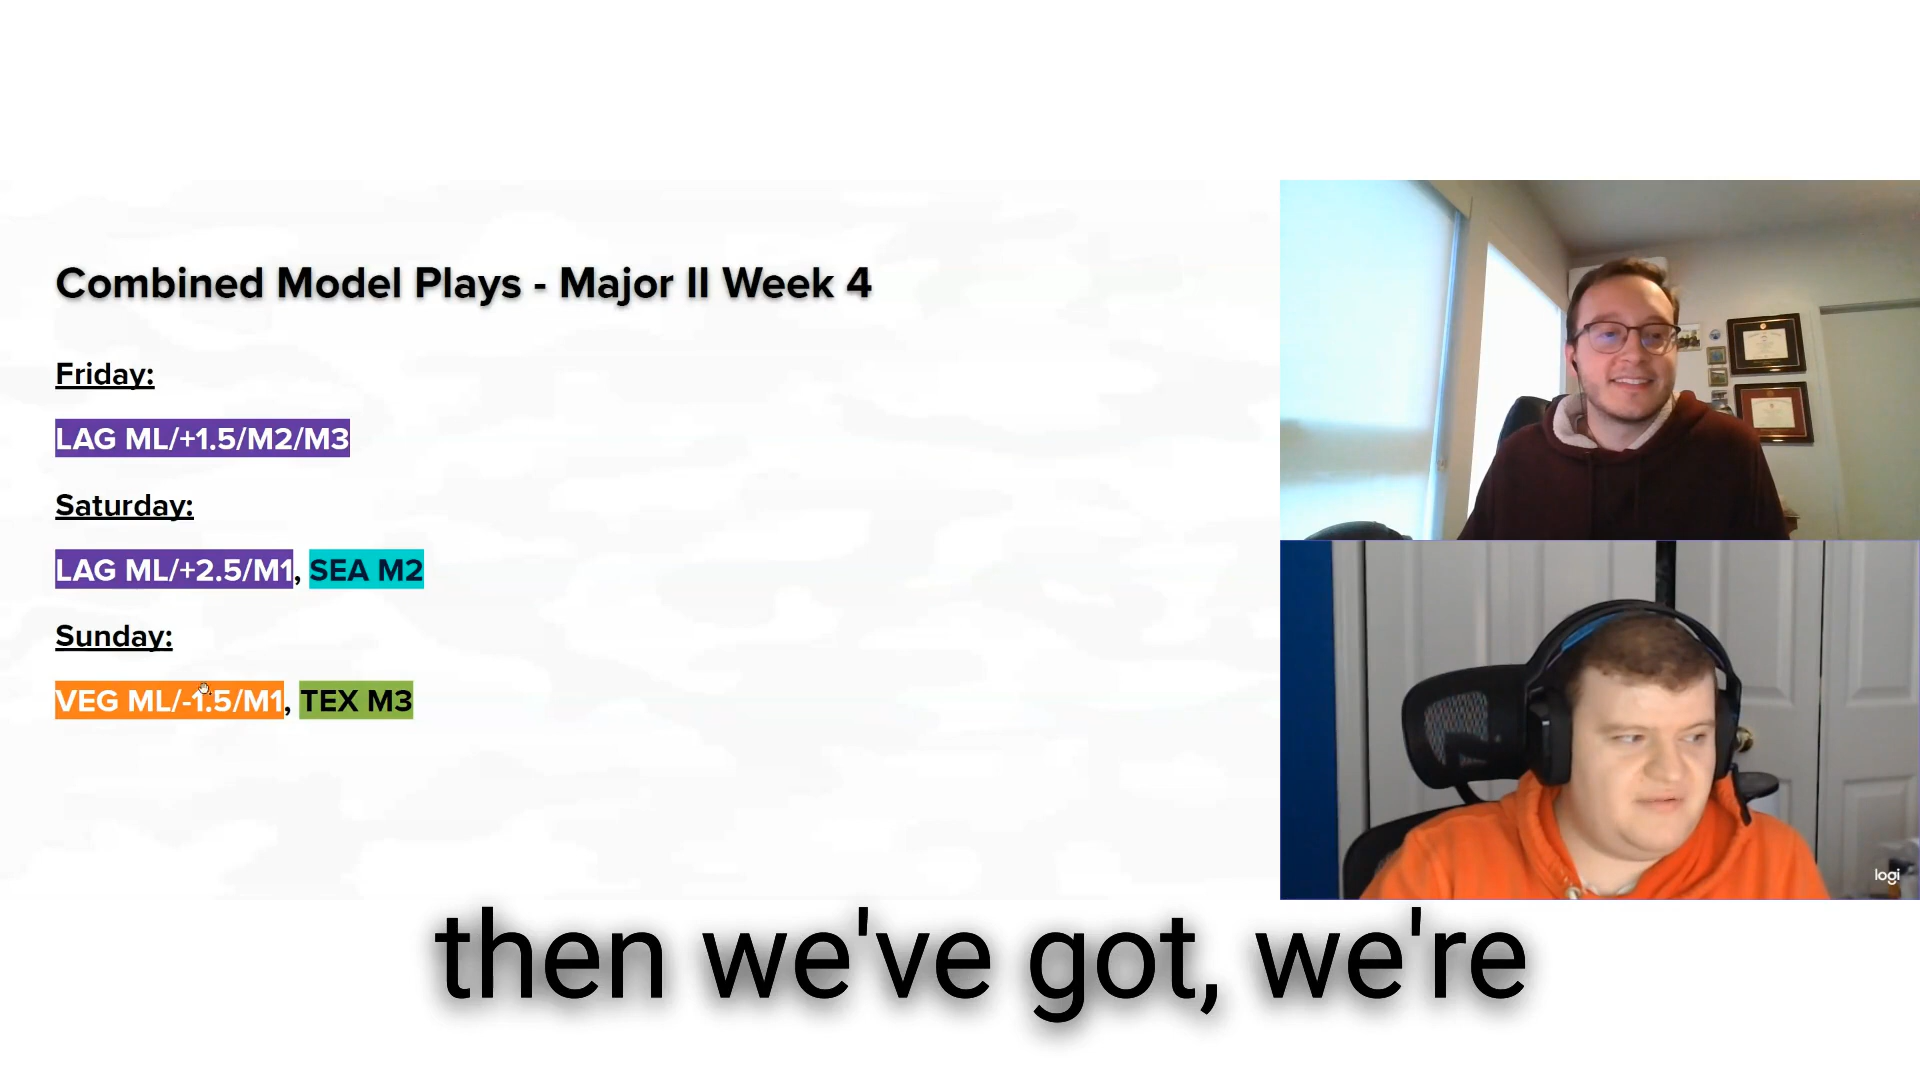 Combined Model Plays - Major II Week 4
Friday:
LAG ML/+1.5/M2/M3
Saturday:
LAG ML/+2.5/M1, SEA M2
Sunday:
VEG ML/-1.5/M1, TEX M3
logi
then we've got, we're